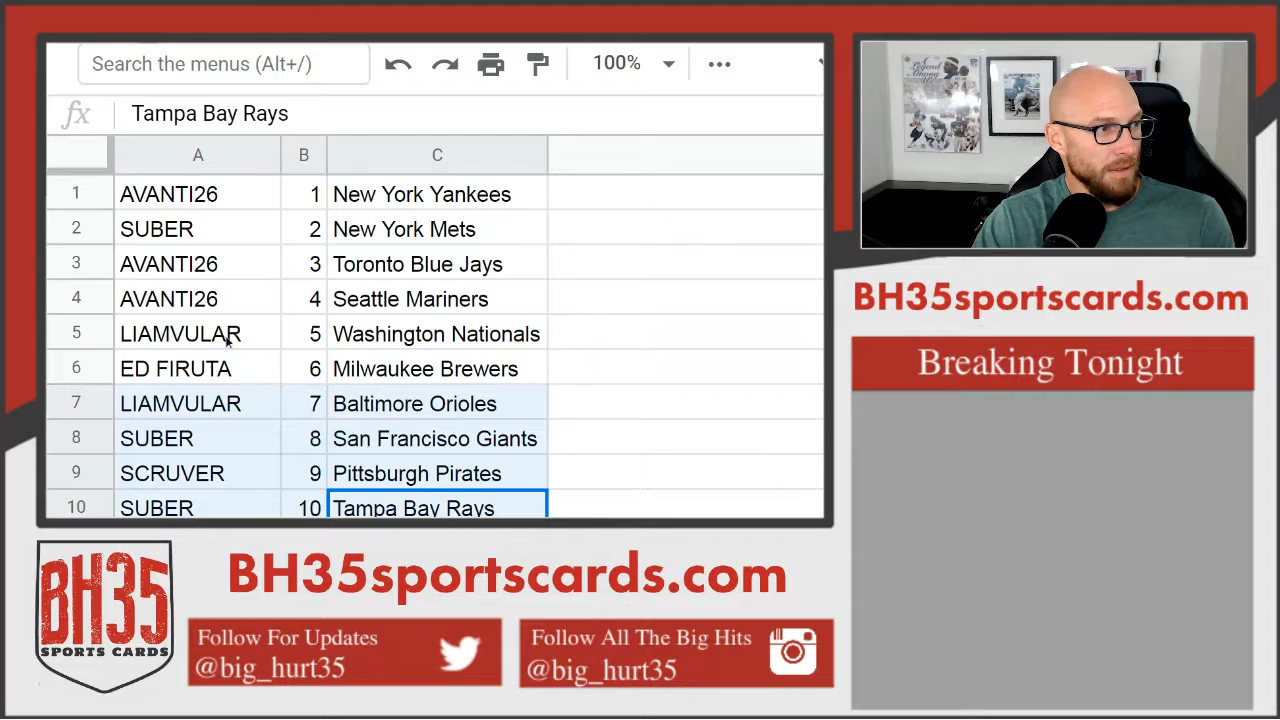 Search the menus (Alt+/)
100%
fx
Tampa Bay Rays
A B C
1 AVANTI26 1 New York Yankees
2 SUBER 2 New York Mets
3 AVANTI26 3 Toronto Blue Jays
4 AVANTI26 4 Seattle Mariners
5 LIAMVULAR 5 Washington Nationals
6 ED FIRUTA 6 Milwaukee Brewers
7 LIAMVULAR 7 Baltimore Orioles
8 SUBER 8 San Francisco Giants
9 SCRUVER 9 Pittsburgh Pirates
10 SUBER 10 Tampa Bay Rays
BH35sportscards.com
Breaking Tonight
BH35
SPORTS CARDS
BH35sportscards.com
Follow For Updates
@big_hurt35
Follow All The Big Hits
@big_hurt35